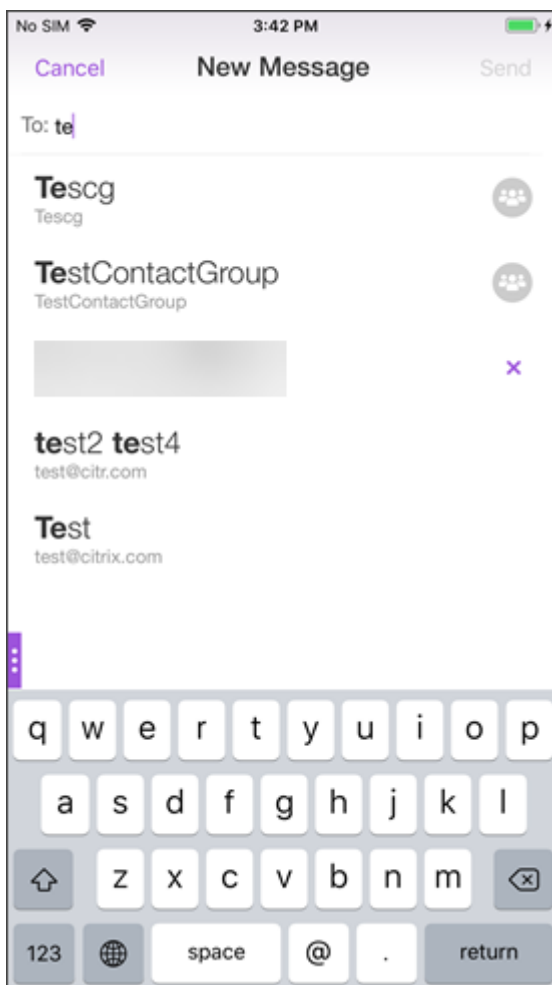 No SIM 3:42 PM
Cancel New Message Send
To: te
Tescg
Tescg
TestContactGroup
TestContactGroup
test2 test4
test@citr.com
Test
test@citrix.com
q w e r t y u i o p
a s d f g h j k l
z x c v b n m
123 space @ . return